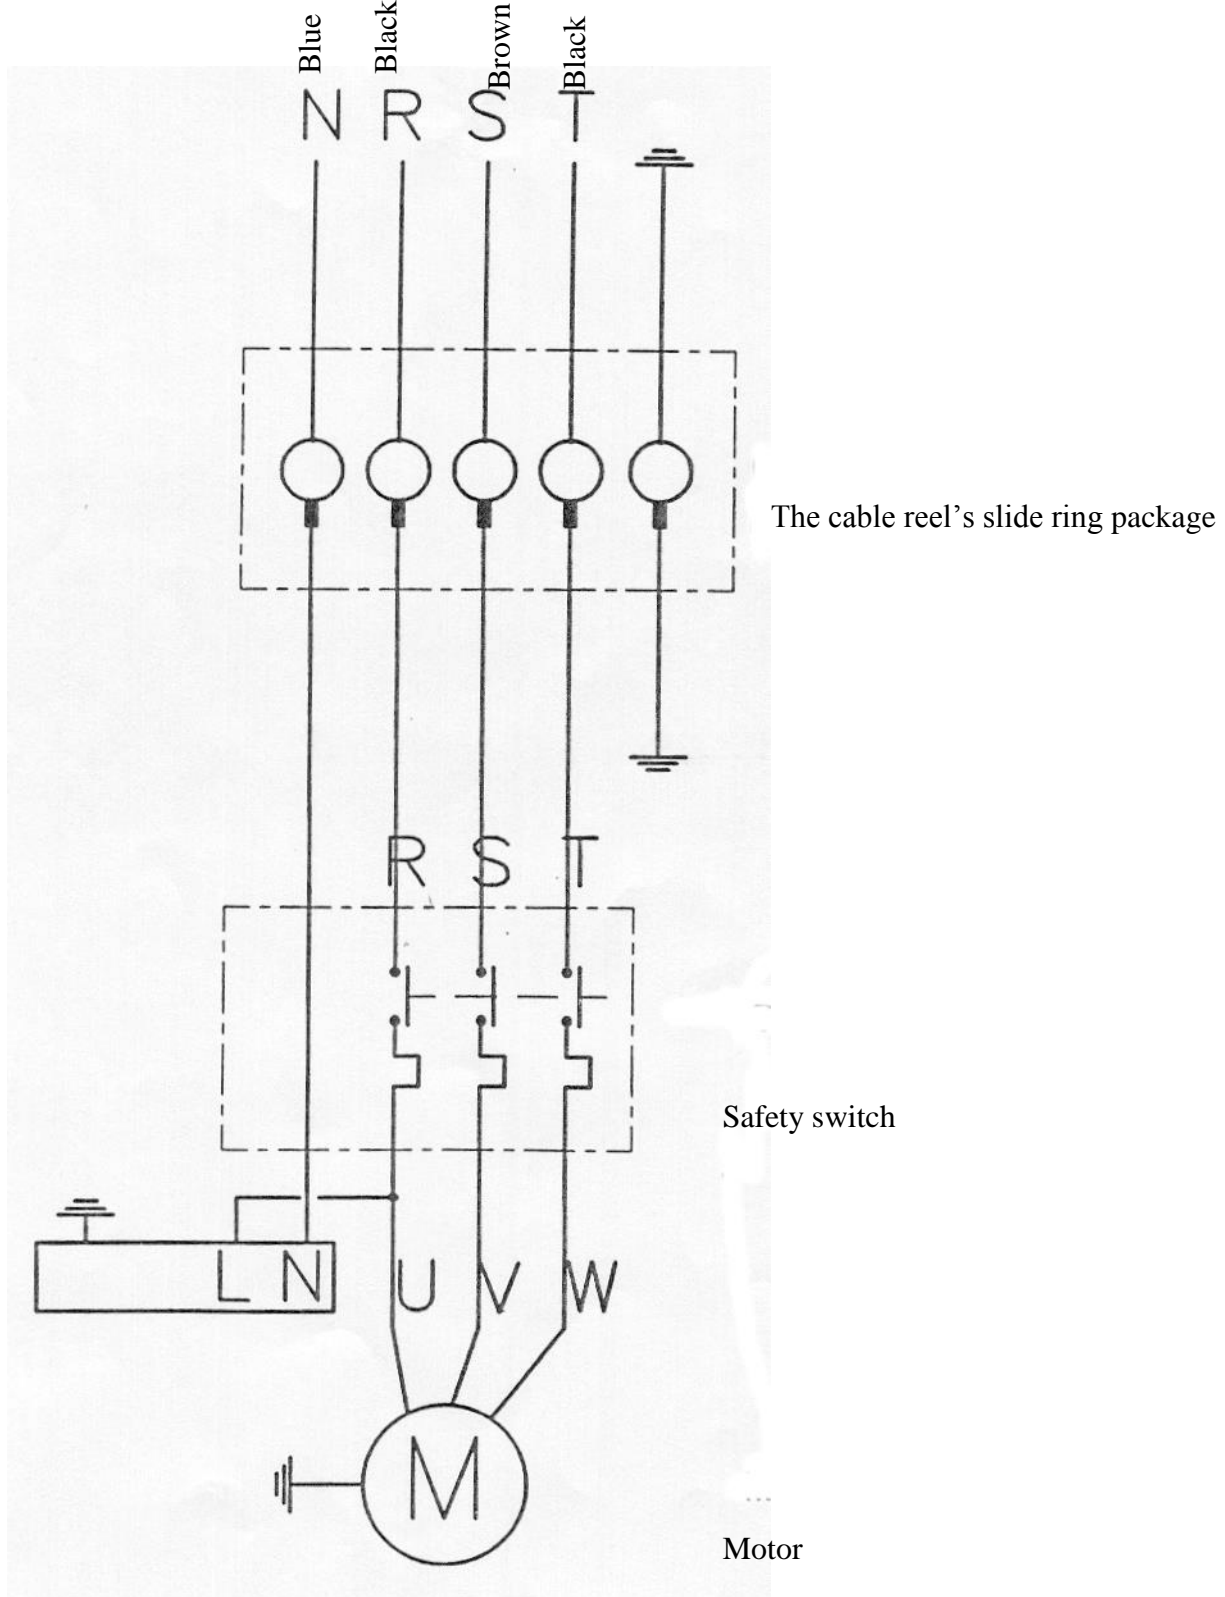 Blue Black Brown Black
N R S T
The cable reel's slide ring package
R S T
Safety switch
L N U V W
M
Motor